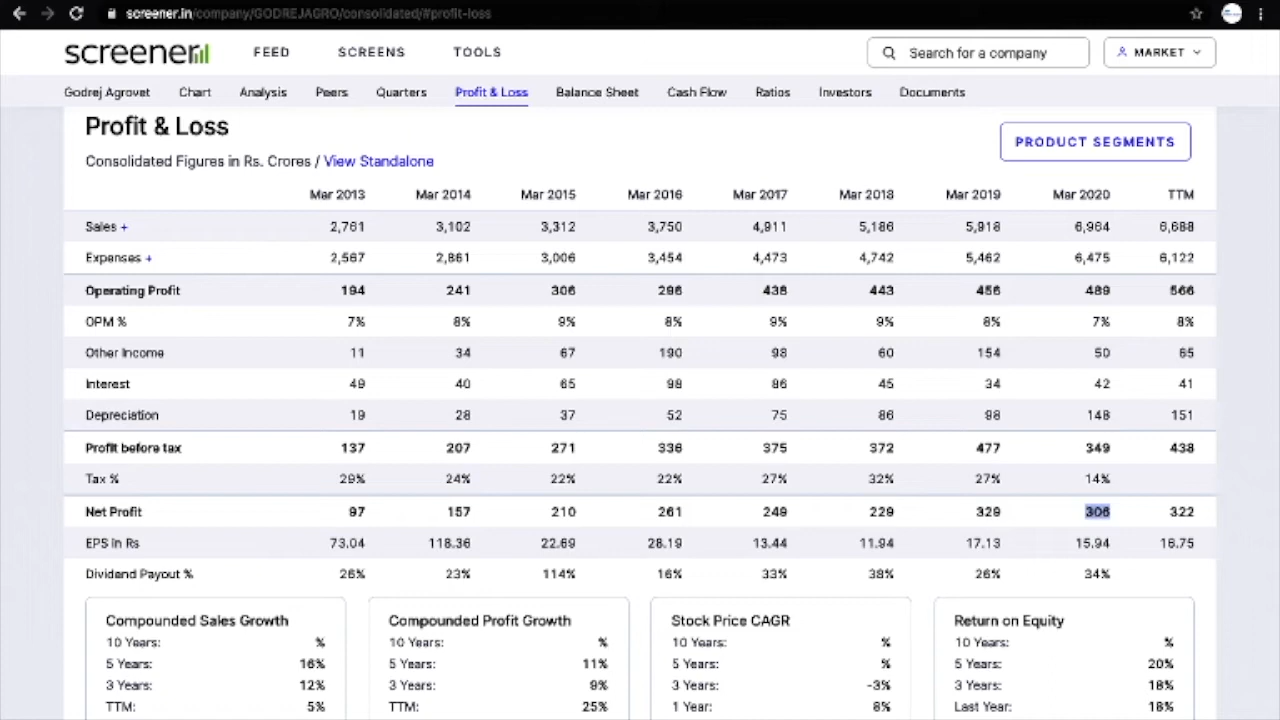 screener.in/company/GODREJAGRO/consolidated/#profit-loss
screener FEED SCREENS TOOLS Search for a company MARKET
Godrej Agrovet Chart Analysis Peers Quarters Profit & Loss Balance Sheet Cash Flow Ratios Investors Documents
Profit & Loss
PRODUCT SEGMENTS
Consolidated Figures in Rs. Crores / View Standalone
Mar 2013 Mar 2014 Mar 2015 Mar 2016 Mar 2017 Mar 2018 Mar 2019 Mar 2020 TTM
Sales + 2,761 3,102 3,312 3,750 4,911 5,186 5,918 6,964 6,688
Expenses + 2,567 2,861 3,006 3,454 4,473 4,742 5,462 6,475 6,122
Operating Profit 194 241 306 296 438 443 456 489 566
OPM % 7% 8% 9% 8% 9% 9% 8% 7% 8%
Other Income 11 34 67 190 98 60 154 50 65
Interest 49 40 65 98 86 45 34 42 41
Depreciation 19 28 37 52 75 86 98 148 151
Profit before tax 137 207 271 336 375 372 477 349 438
Tax % 29% 24% 22% 22% 27% 32% 27% 14%
Net Profit 97 157 210 261 249 229 329 306 322
EPS in Rs 73.04 118.36 22.69 28.19 13.44 11.94 17.13 15.94 16.75
Dividend Payout % 26% 23% 114% 16% 33% 38% 26% 34%
Compounded Sales Growth
10 Years: %
5 Years: 16%
3 Years: 12%
TTM: 5%
Compounded Profit Growth
10 Years: %
5 Years: 11%
3 Years: 9%
TTM: 25%
Stock Price CAGR
10 Years: %
5 Years: %
3 Years: -3%
1 Year: 8%
Return on Equity
10 Years: %
5 Years: 20%
3 Years: 18%
Last Year: 18%